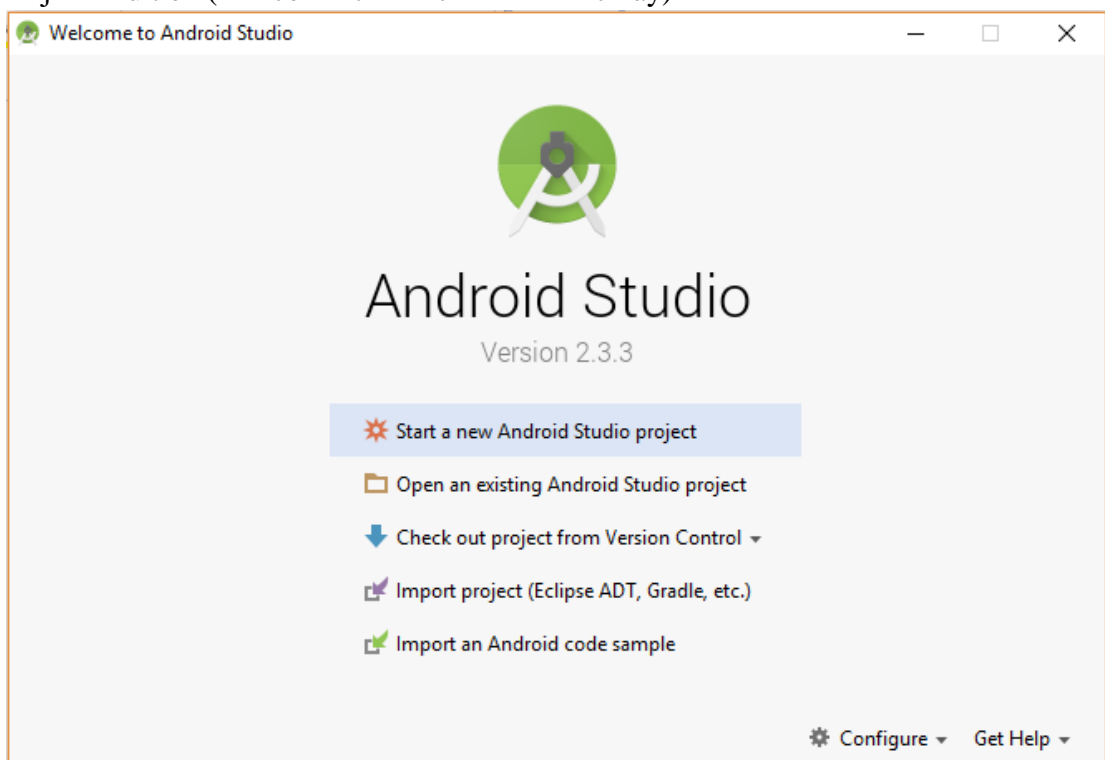 Welcome to Android Studio
Android Studio
Version 2.3.3
Start a new Android Studio project
Open an existing Android Studio project
Check out project from Version Control
Import project (Eclipse ADT, Gradle, etc.)
Import an Android code sample
Configure Get Help